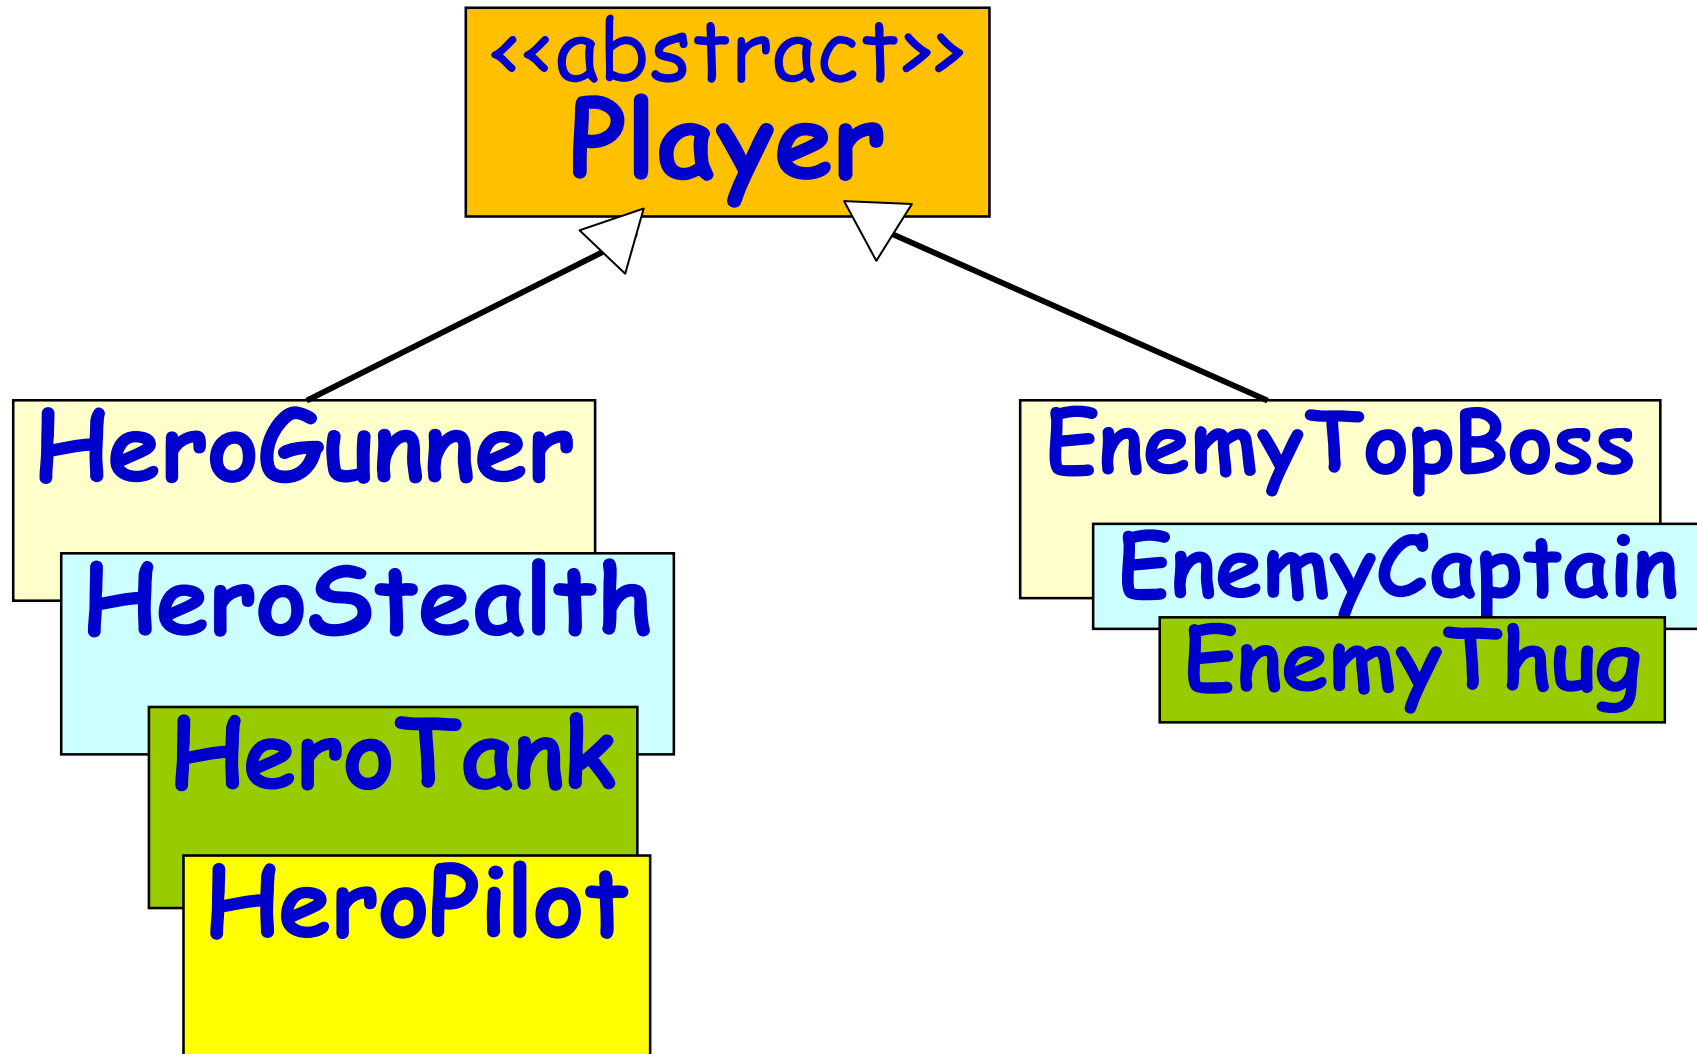 <<abstract>>
Player
HeroGunner
HeroStealth
HeroTank
HeroPilot
EnemyTopBoss
EnemyCaptain
EnemyThug